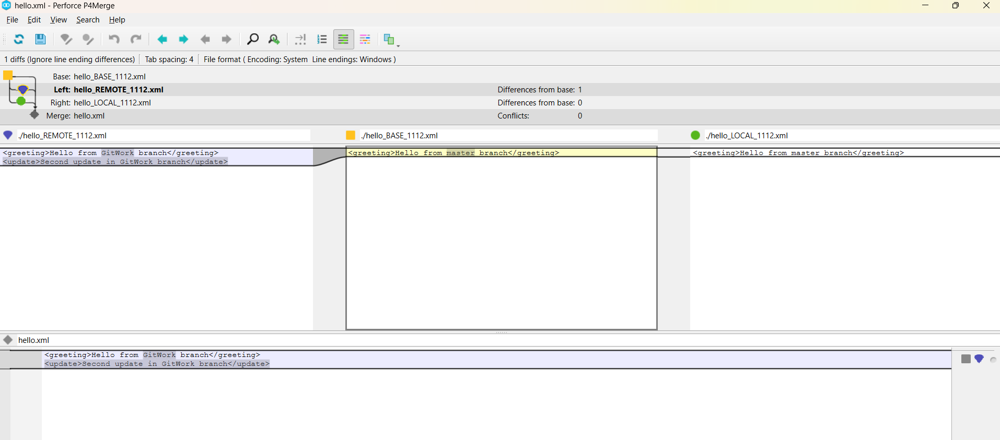 hello.xml - Perforce P4Merge
File Edit View Search Help
1 diffs (Ignore line ending differences) Tab spacing: 4 File format ( Encoding: System Line endings: Windows )
Base: hello_BASE_1112.xml
Left: hello_REMOTE_1112.xml Differences from base: 1
Right: hello_LOCAL_1112.xml Differences from base: 0
Merge: hello.xml Conflicts: 0
./hello_REMOTE_1112.xml ./hello_BASE_1112.xml ./hello_LOCAL_1112.xml
<greeting>Hello from GitWork branch</greeting> <greeting>Hello from master branch</greeting> <greeting>Hello from master branch</greeting>
<update>Second update in GitWork branch</update>
hello.xml
<greeting>Hello from GitWork branch</greeting>
<update>Second update in GitWork branch</update>